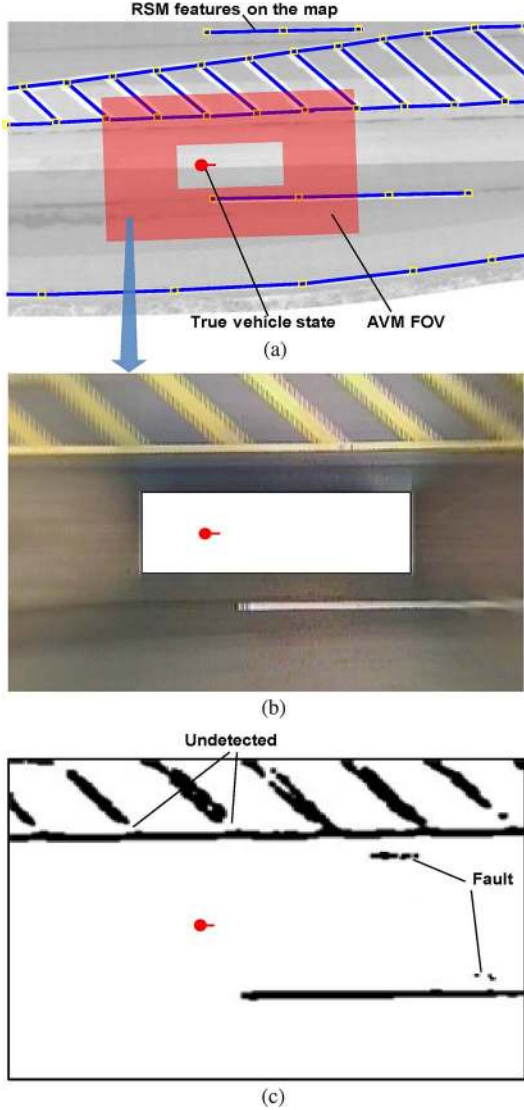 RSM features on the map
True vehicle state
AVM FOV
(a)
(b)
Undetected
Fault
(c)